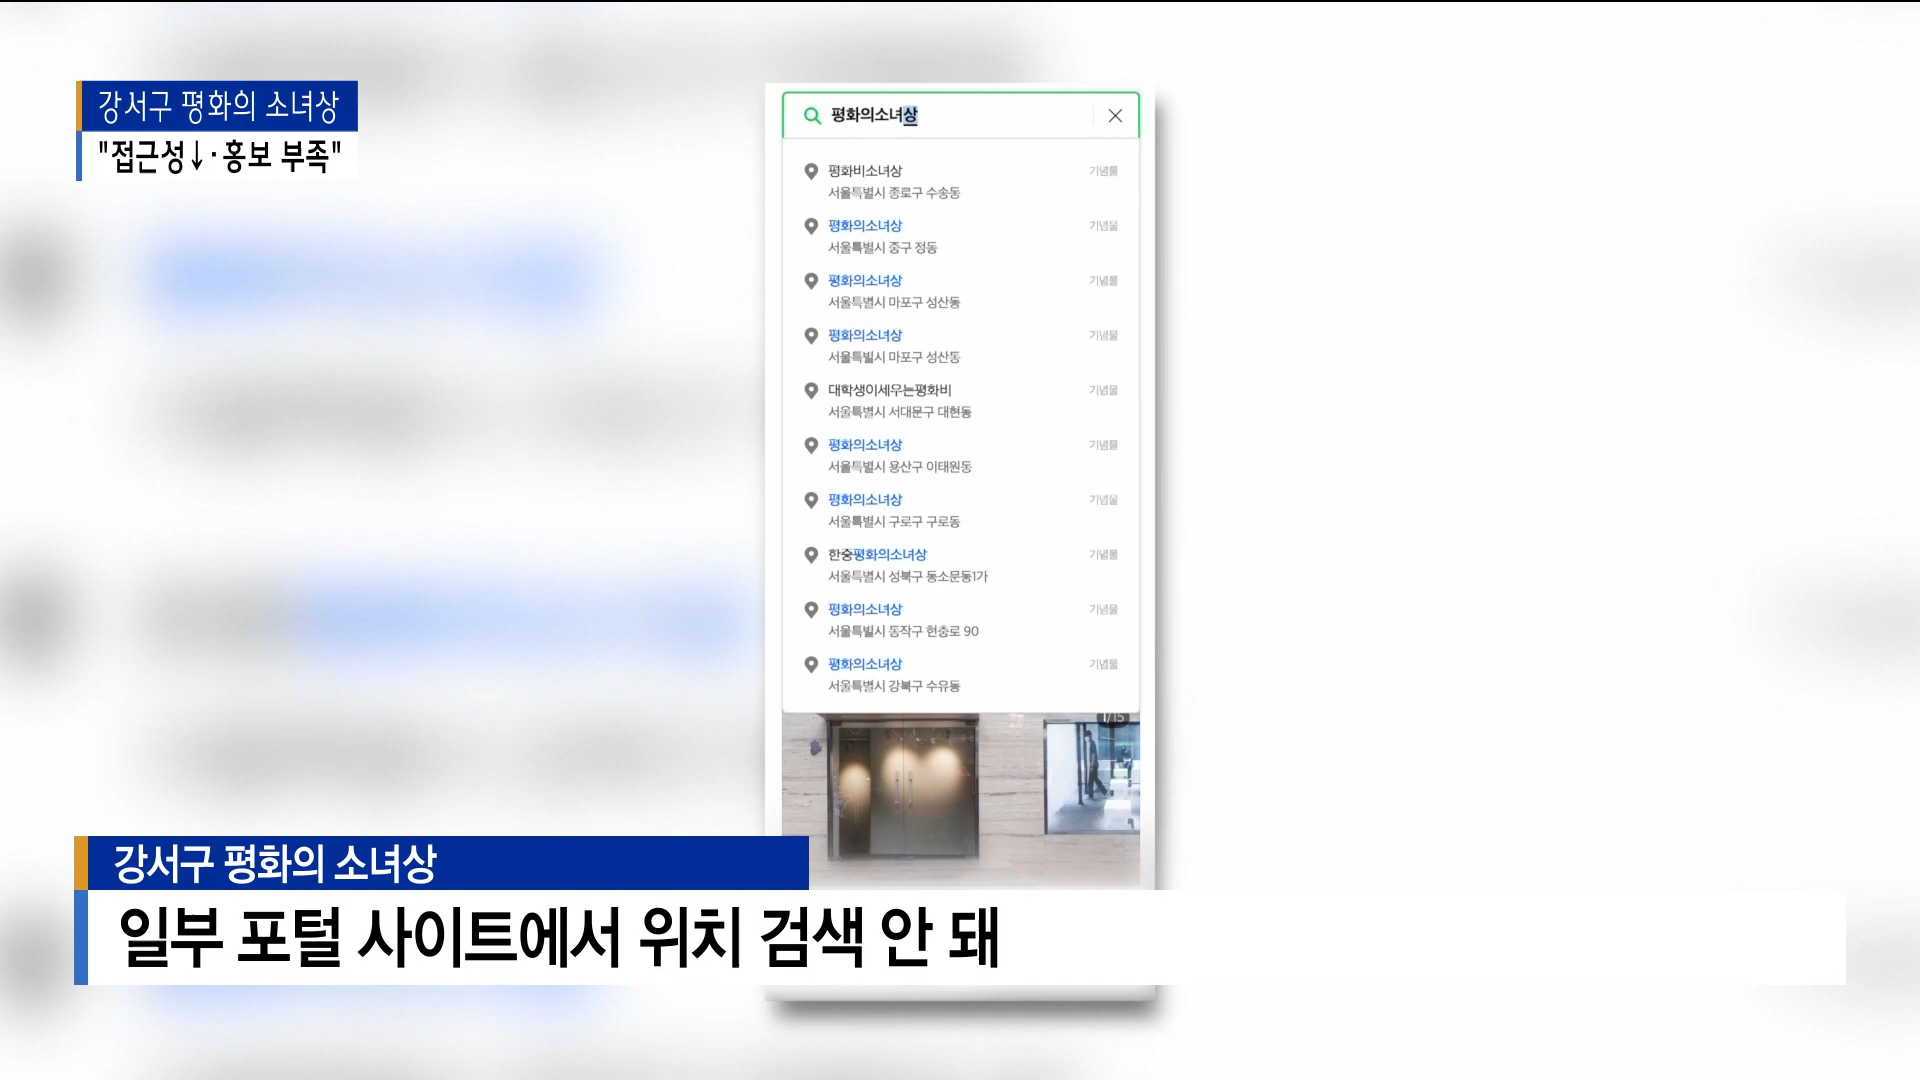 강서구 평화의 소녀상
"접근성↓·홍보 부족"
평화의소녀상
평화비소녀상 기념물
서울특별시 종로구 수송동
평화의소녀상 기념물
서울특별시 중구 정동
평화의소녀상 기념물
서울특별시 마포구 성산동
평화의소녀상 기념물
서울특별시 마포구 성산동
대학생이세우는평화비 기념물
서울특별시 서대문구 대현동
평화의소녀상 기념물
서울특별시 용산구 이태원동
평화의소녀상 기념물
서울특별시 구로구 구로동
한중평화의소녀상 기념물
서울특별시 성북구 동소문동1가
평화의소녀상 기념물
서울특별시 동작구 현충로 90
평화의소녀상 기념물
서울특별시 강북구 수유동
1/15
강서구 평화의 소녀상
일부 포털 사이트에서 위치 검색 안 돼